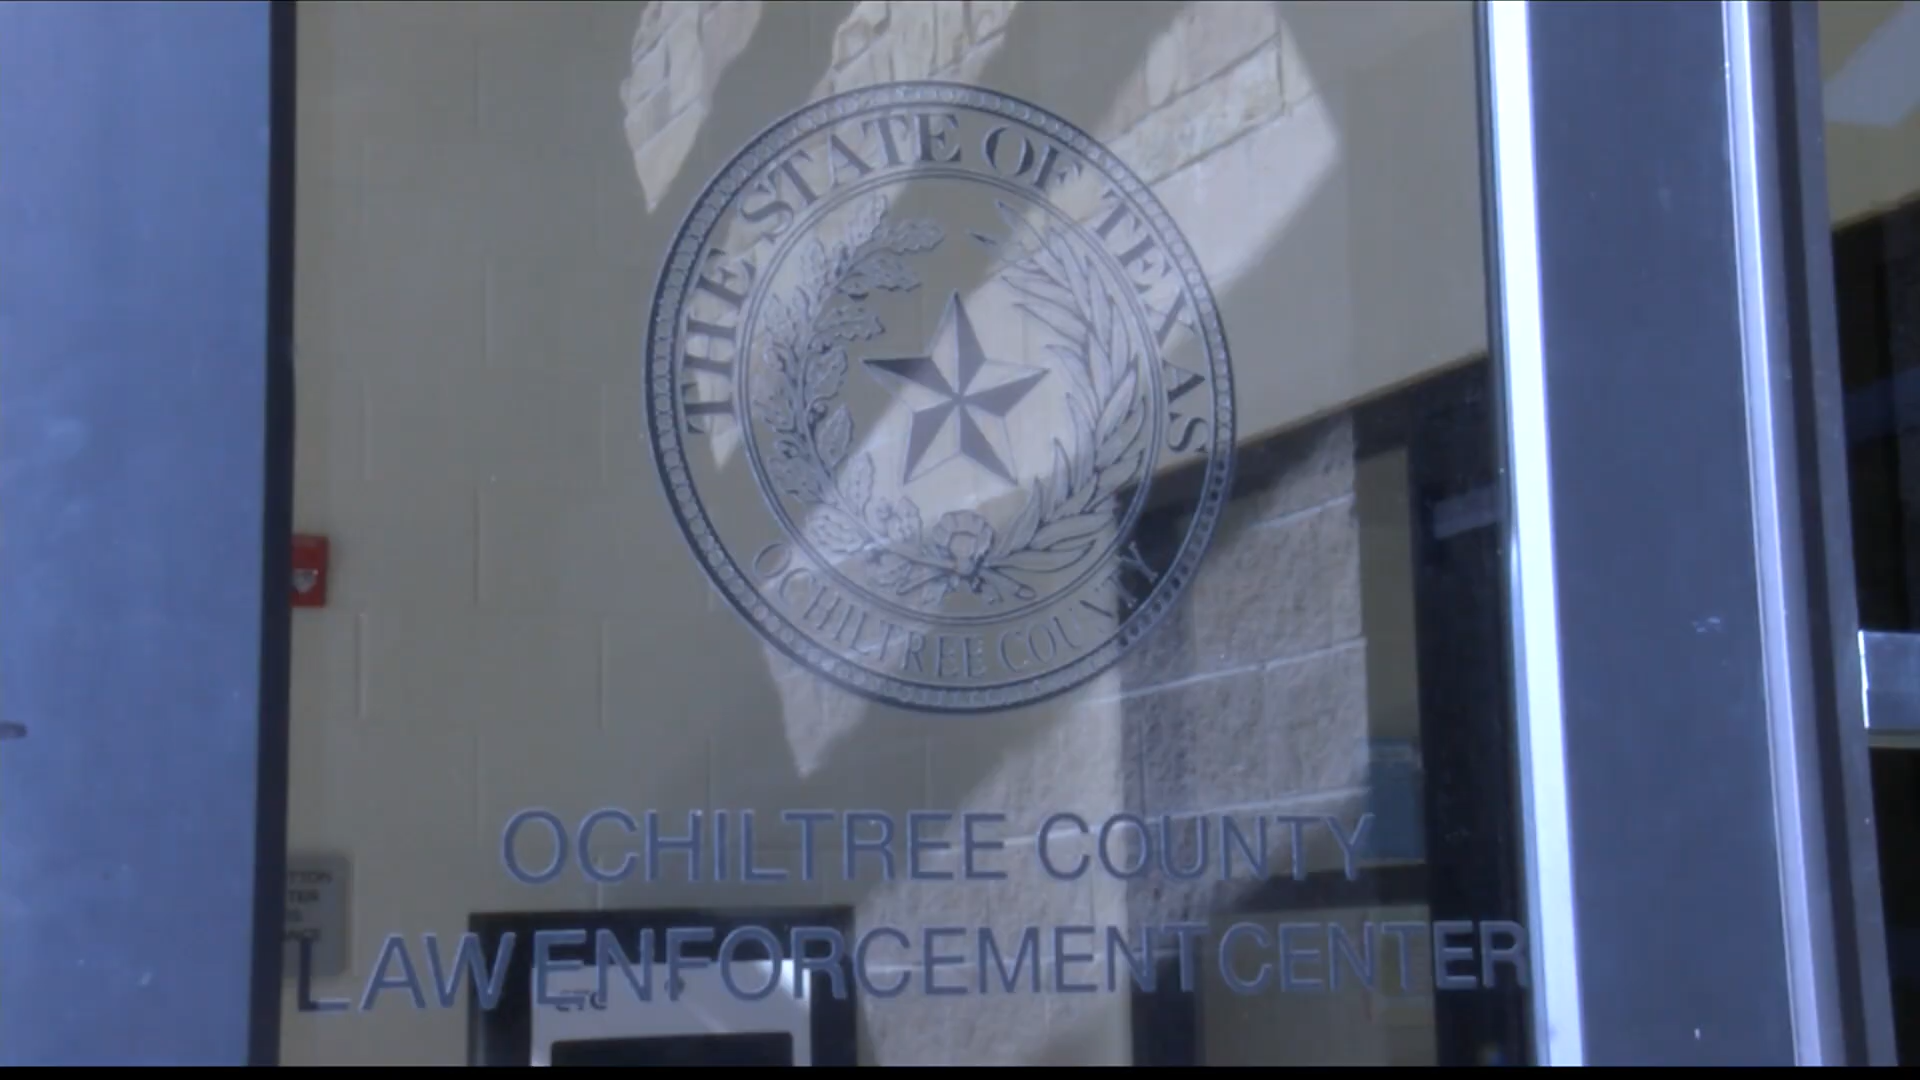 THE STATE OF TEXAS
OCHILTREE COUNTY
OCHILTREE COUNTY
LAW ENFORCEMENT CENTER